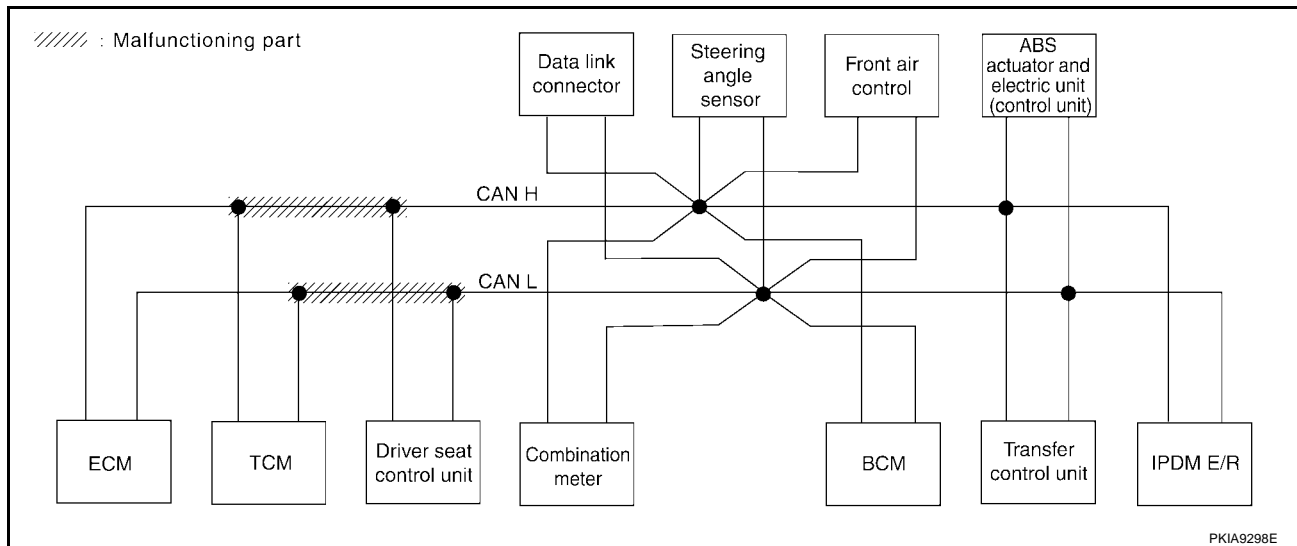 : Malfunctioning part
Data link
connector
Steering
angle
sensor
Front air
control
ABS
actuator and
electric unit
(control unit)
CAN H
CAN L
ECM
TCM
Driver seat
control unit
Combination
meter
BCM
Transfer
control unit
IPDM E/R
PKIA9298E